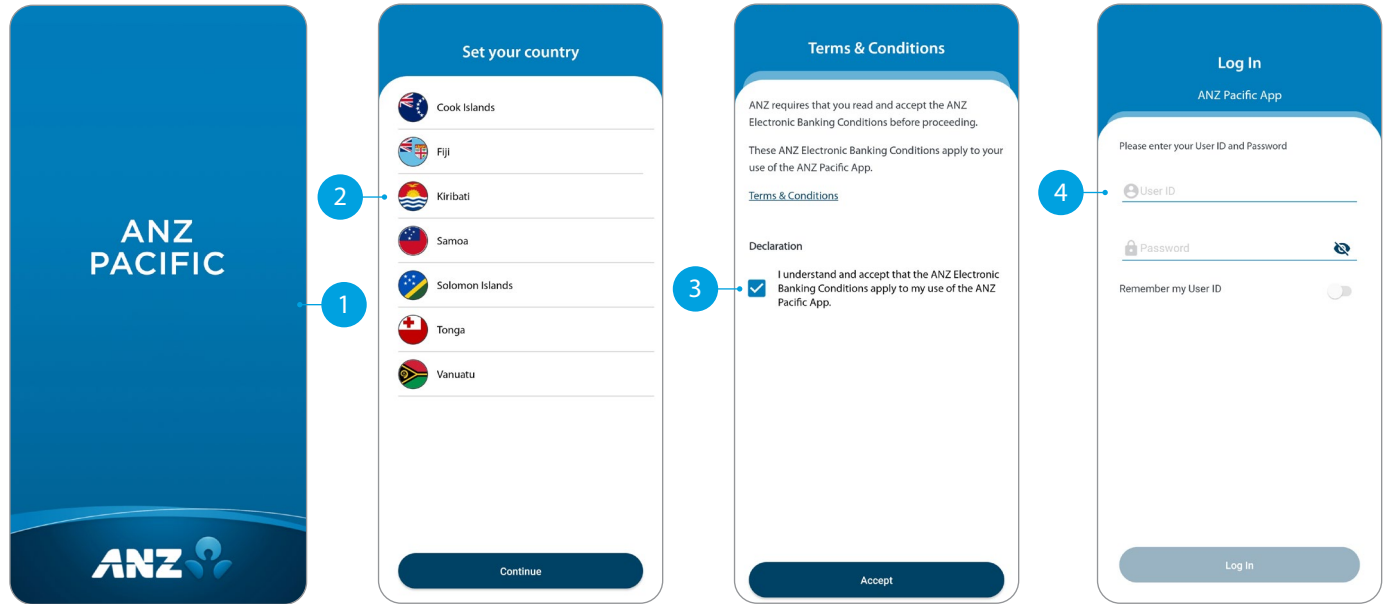 ANZ
PACIFIC
ANZ
1
Set your country
Cook Islands
Fiji
2
Kiribati
Samoa
Solomon Islands
Tonga
Vanuatu
Continue
Terms & Conditions
ANZ requires that you read and accept the ANZ
Electronic Banking Conditions before proceeding.
These ANZ Electronic Banking Conditions apply to your
use of the ANZ Pacific App.
Terms & Conditions
Declaration
3
I understand and accept that the ANZ Electronic
Banking Conditions apply to my use of the ANZ
Pacific App.
Accept
Log In
ANZ Pacific App
Please enter your User ID and Password
4
User ID
Password
Remember my User ID
Log In